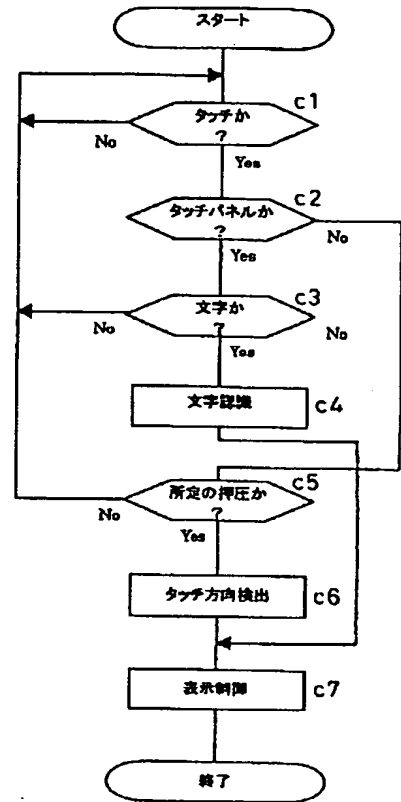 スタート
c1
タッチか
?
No
Yes
c2
タッチパネルか
?
No
Yes
c3
文字か
?
No
No
Yes
文字認識
c4
c5
所定の押圧か
?
No
Yes
タッチ方向検出
c6
表示制御
c7
終了